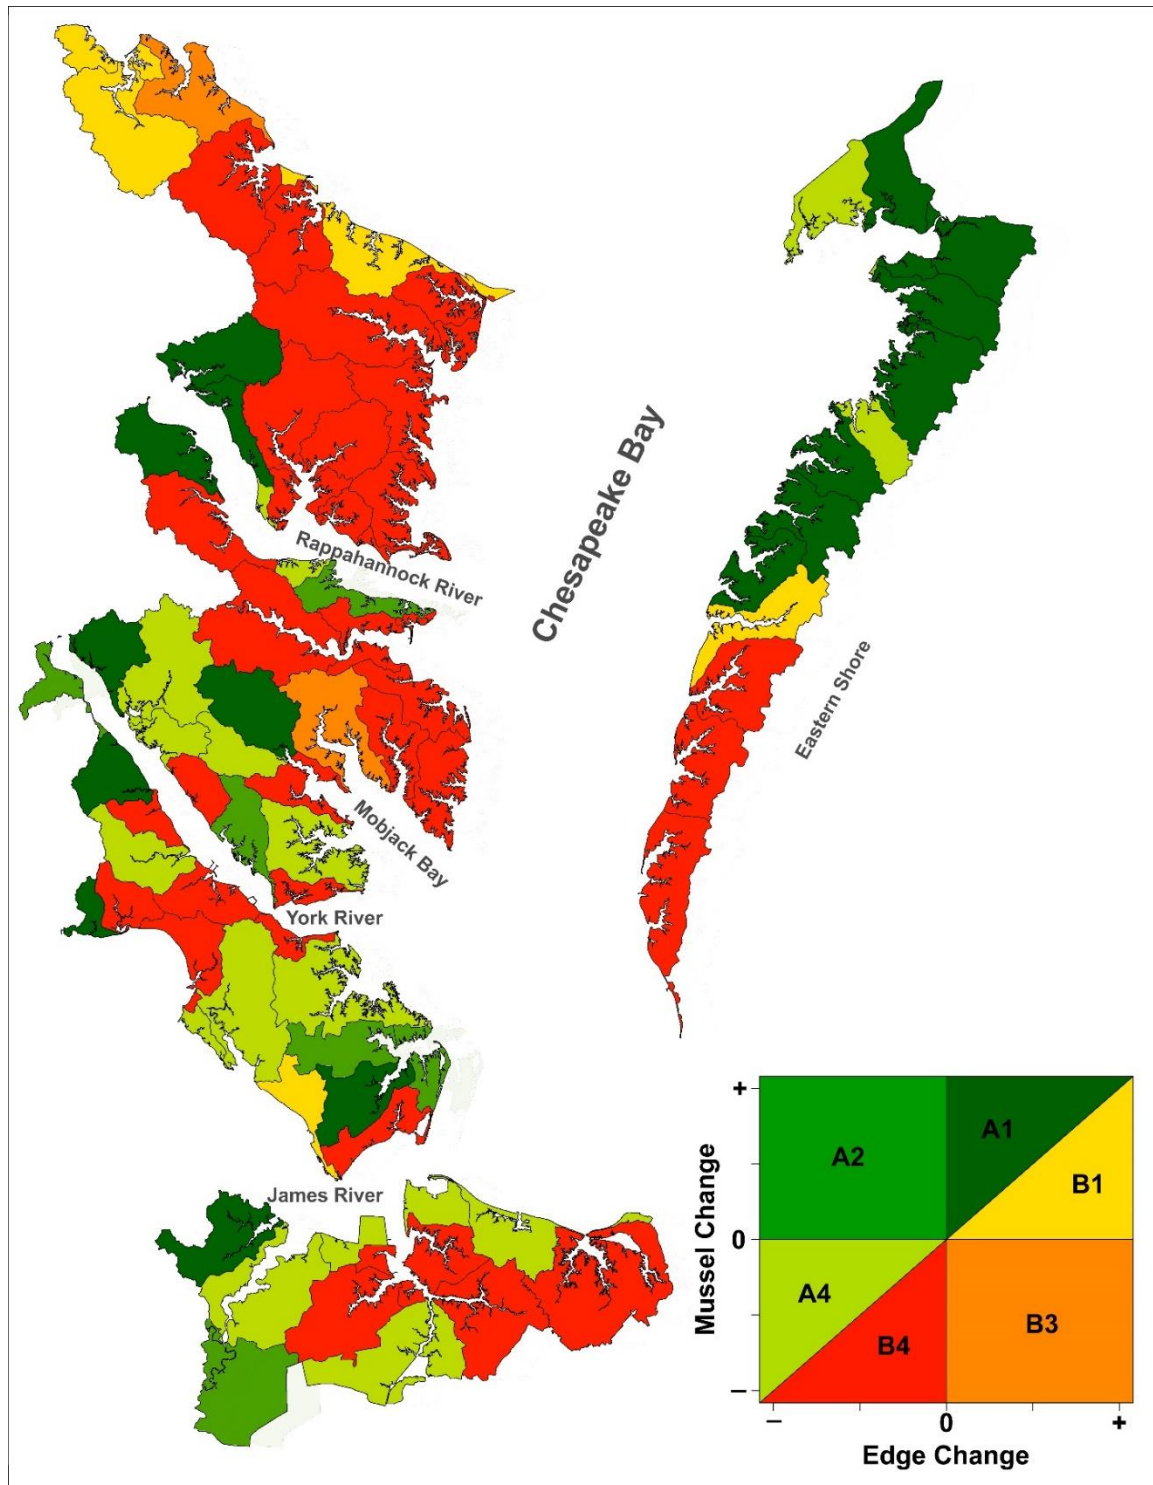 Rappahannock River
Chesapeake Bay
Eastern Shore
Mobjack Bay
York River
James River
+
A2
A1
B1
Mussel Change
0
A4
B4
B3
–
– 0 +
Edge Change